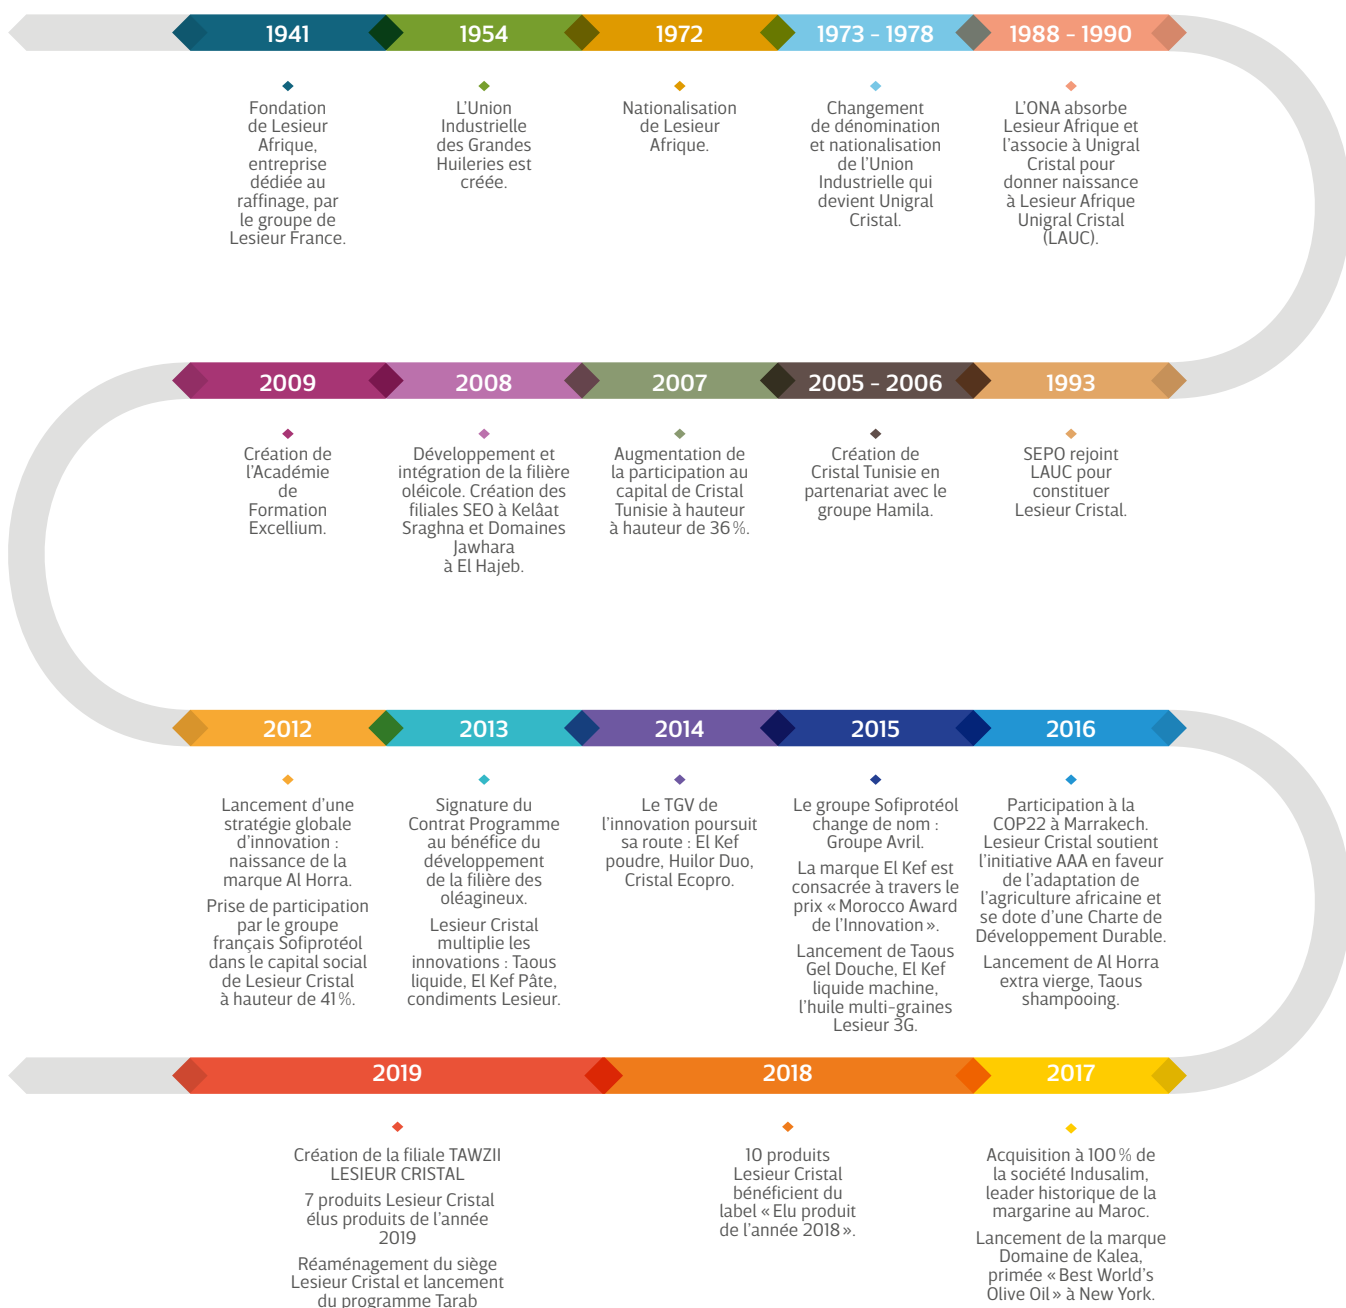 1941
Fondation
de Lesieur
Afrique,
entreprise
dédiée au
raffinage, par
le groupe de
Lesieur France.
1954
L’Union
Industrielle
des Grandes
Huileries est
créée.
1972
Nationalisation
de Lesieur
Afrique.
1973 - 1978
Changement
de dénomination
et nationalisation
de l’Union
Industrielle qui
devient Unigral
Cristal.
1988 - 1990
L’ONA absorbe
Lesieur Afrique et
l’associe à Unigral
Cristal pour
donner naissance
à Lesieur Afrique
Unigral Cristal
(LAUC).
1993
SEPO rejoint
LAUC pour
constituer
Lesieur Cristal.
2005 - 2006
Création de
Cristal Tunisie en
partenariat avec le
groupe Hamila.
2007
Augmentation de
la participation au
capital de Cristal
Tunisie à hauteur
à hauteur de 36 %.
2008
Développement et
intégration de la filière
oléicole. Création des
filiales SEO à Kelâat
Sraghna et Domaines
Jawhara
à El Hajeb.
2009
Création de
l’Académie
de
Formation
Excellium.
2012
Lancement d’une
stratégie globale
d’innovation :
naissance de la
marque Al Horra.
Prise de participation
par le groupe
français Sofiprotéol
dans le capital social
de Lesieur Cristal
à hauteur de 41 %.
2013
Signature du
Contrat Programme
au bénéfice du
développement
de la filière des
oléagineux.
Lesieur Cristal
multiplie les
innovations : Taous
liquide, El Kef Pâte,
condiments Lesieur.
2014
Le TGV de
l’innovation poursuit
sa route : El Kef
poudre, Huilor Duo,
Cristal Ecopro.
2015
Le groupe Sofiprotéol
change de nom :
Groupe Avril.
La marque El Kef est
consacrée à travers le
prix « Morocco Award
de l’Innovation ».
Lancement de Taous
Gel Douche, El Kef
liquide machine,
l’huile multi-graines
Lesieur 3G.
2016
Participation à la
COP22 à Marrakech.
Lesieur Cristal soutient
l’initiative AAA en faveur
de l’adaptation de
l’agriculture africaine et
se dote d’une Charte de
Développement Durable.
Lancement de Al Horra
extra vierge, Taous
shampooing.
2017
Acquisition à 100 % de
la société Indusalim,
leader historique de la
margarine au Maroc.
Lancement de la marque
Domaine de Kalea,
primée « Best World’s
Olive Oil » à New York.
2018
10 produits
Lesieur Cristal
bénéficient du
label « Elu produit
de l’année 2018 ».
2019
Création de la filiale TAWZII
LESIEUR CRISTAL
7 produits Lesieur Cristal
élus produits de l’année
2019
Réaménagement du siège
Lesieur Cristal et lancement
du programme Tarab